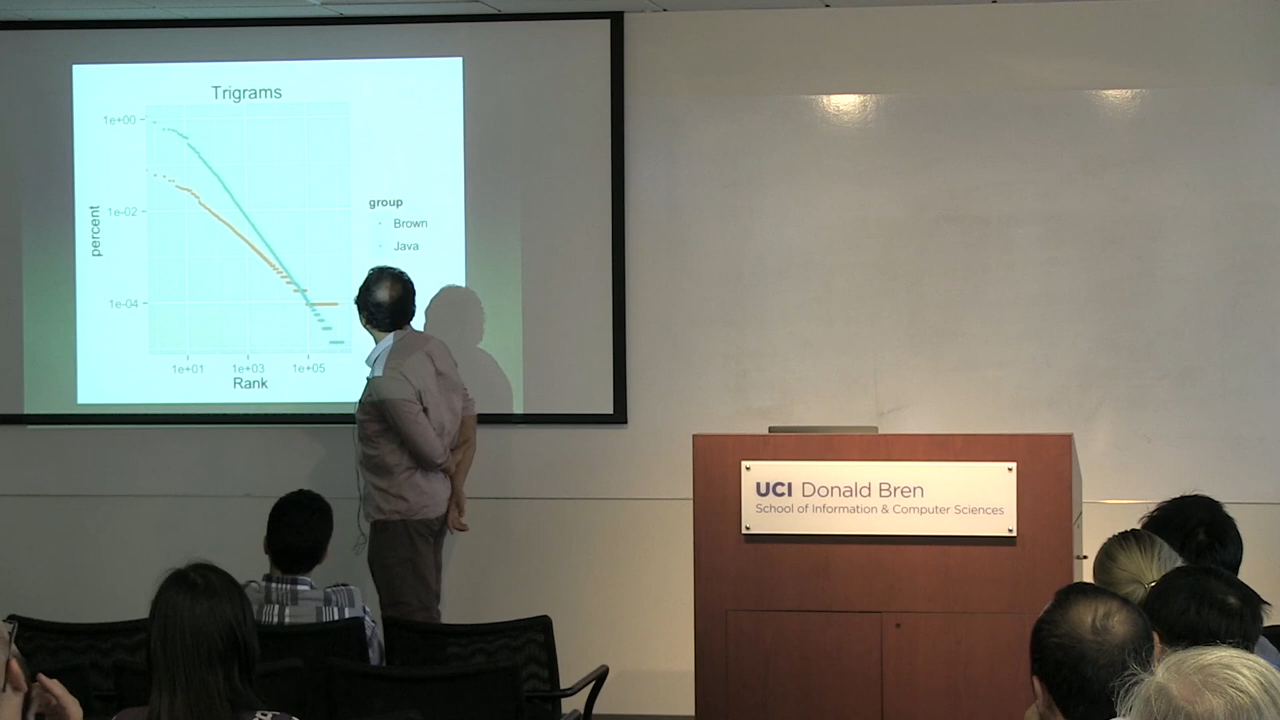 Trigrams
1e+00
1e-02
1e-04
percent
1e+01 1e+03 1e+05
Rank
group
Brown
Java
UCI Donald Bren
School of Information & Computer Sciences